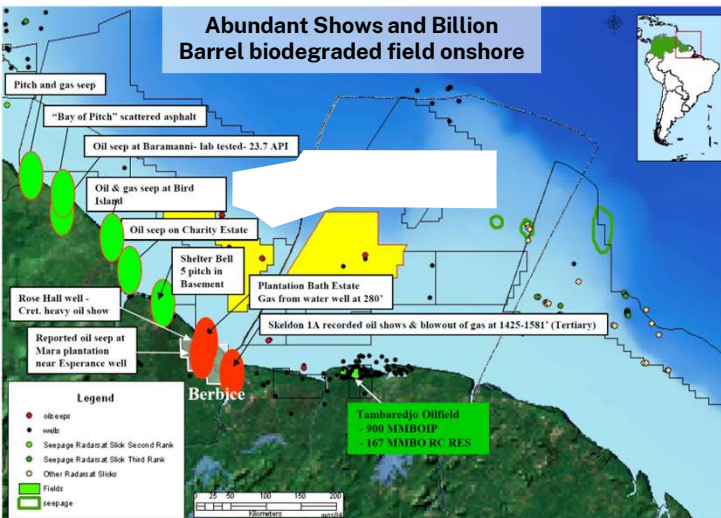 Abundant Shows and Billion
Barrel biodegraded field onshore
Pitch and gas seep
“Bay of Pitch” scattered asphalt
Oil seep at Baramanni- lab tested- 23.7 API
Oil & gas seep at Bird
Island
Oil seep on Charity Estate
Shelter Bell
5 pitch in
Basement
Plantation Bath Estate
Gas from water well at 280’
Rose Hall well -
Cret. heavy oil show
Skeldon 1A recorded oil shows & blowout of gas at 1425-1581’ (Tertiary)
Reported oil seep at
Mara plantation
near Esperance well
Berbice
Tambaredjo Oilfield
- 900 MMBOIP
- 167 MMBO RC RES
Legend
oilseeps
wells
Seepage Radarsat Slick Second Rank
Seepage Radarsat Slick Third Rank
Other Radarsat Slicks
Fields
seepage
0 25 50 100 150 200
Kilometers